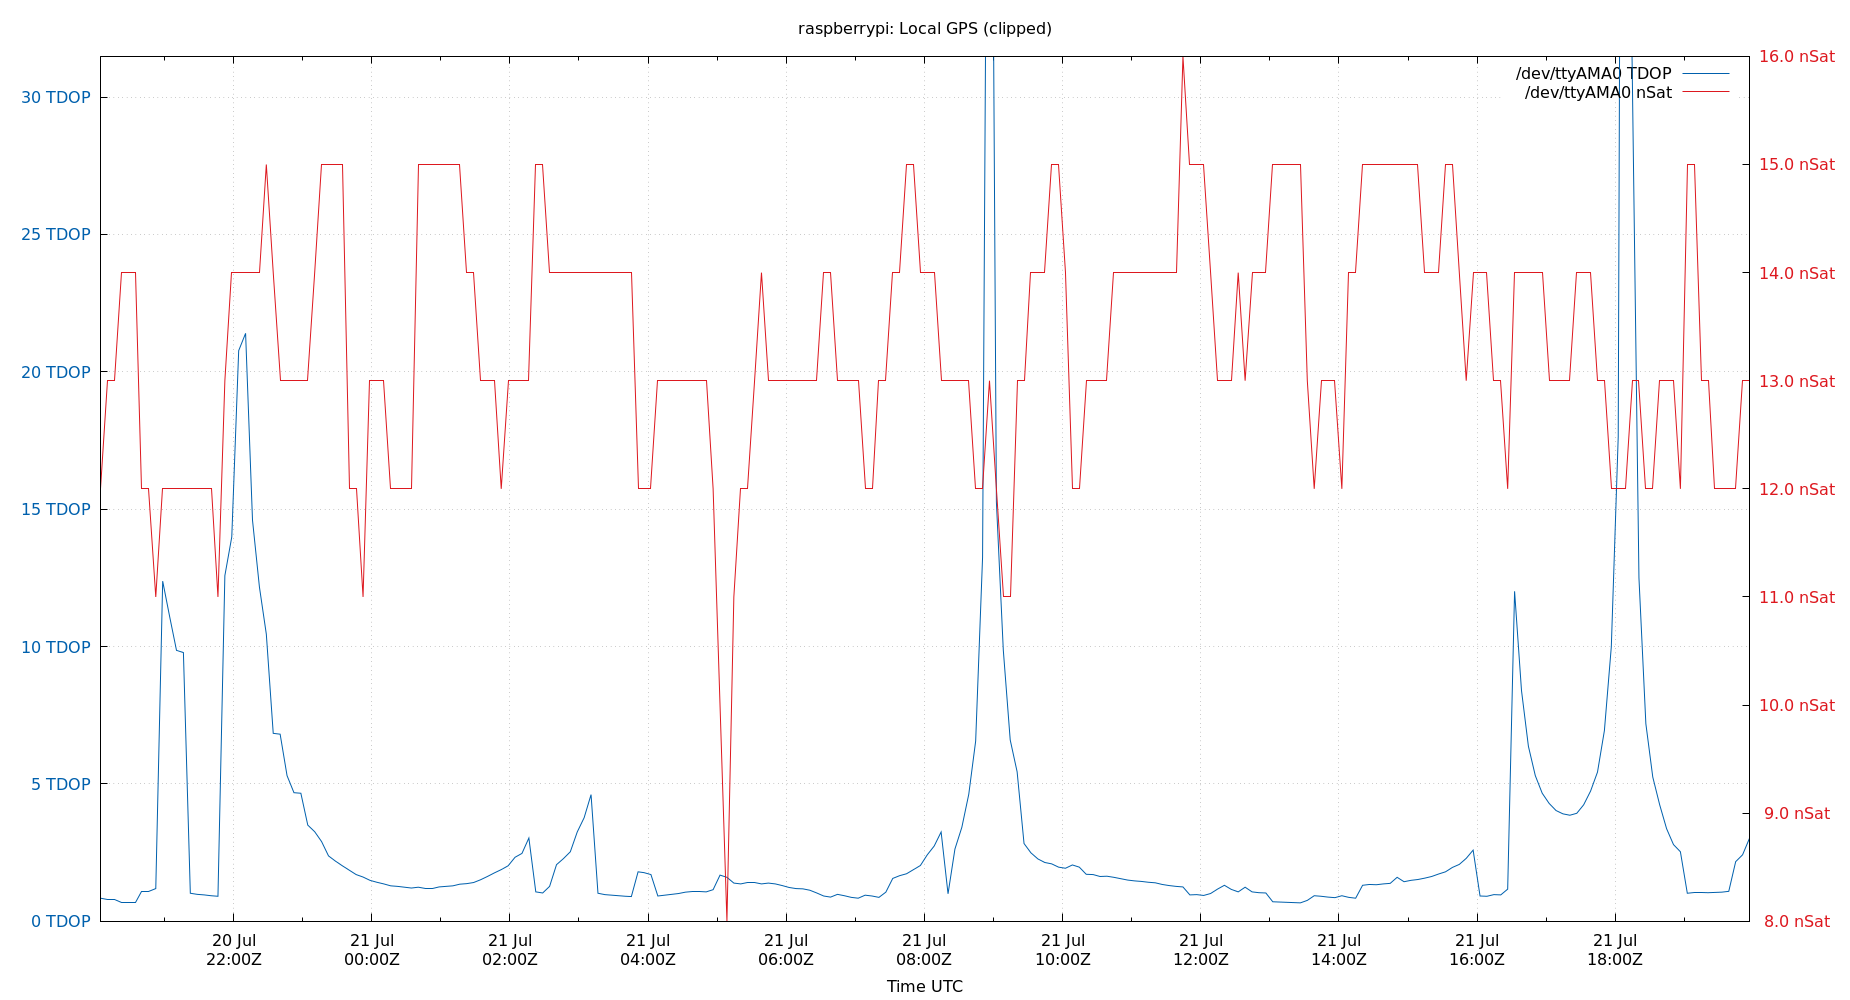 raspberrypi: Local GPS (clipped)
/dev/ttyAMA0 TDOP
/dev/ttyAMA0 nSat
30 TDOP
25 TDOP
20 TDOP
15 TDOP
10 TDOP
5 TDOP
0 TDOP
16.0 nSat
15.0 nSat
14.0 nSat
13.0 nSat
12.0 nSat
11.0 nSat
10.0 nSat
9.0 nSat
8.0 nSat
20 Jul
22:00Z
21 Jul
00:00Z
21 Jul
02:00Z
21 Jul
04:00Z
21 Jul
06:00Z
21 Jul
08:00Z
21 Jul
10:00Z
21 Jul
12:00Z
21 Jul
14:00Z
21 Jul
16:00Z
21 Jul
18:00Z
Time UTC